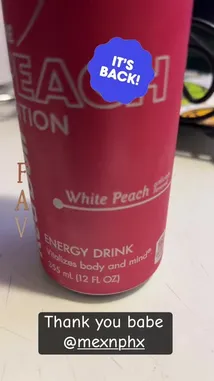 EACH
IT'S
BACK!
TION
FAV
White Peach
ENERGY DRINK
Vitalizes body and mind®
355 mL (12 FL OZ)
Thank you babe
@mexnphx